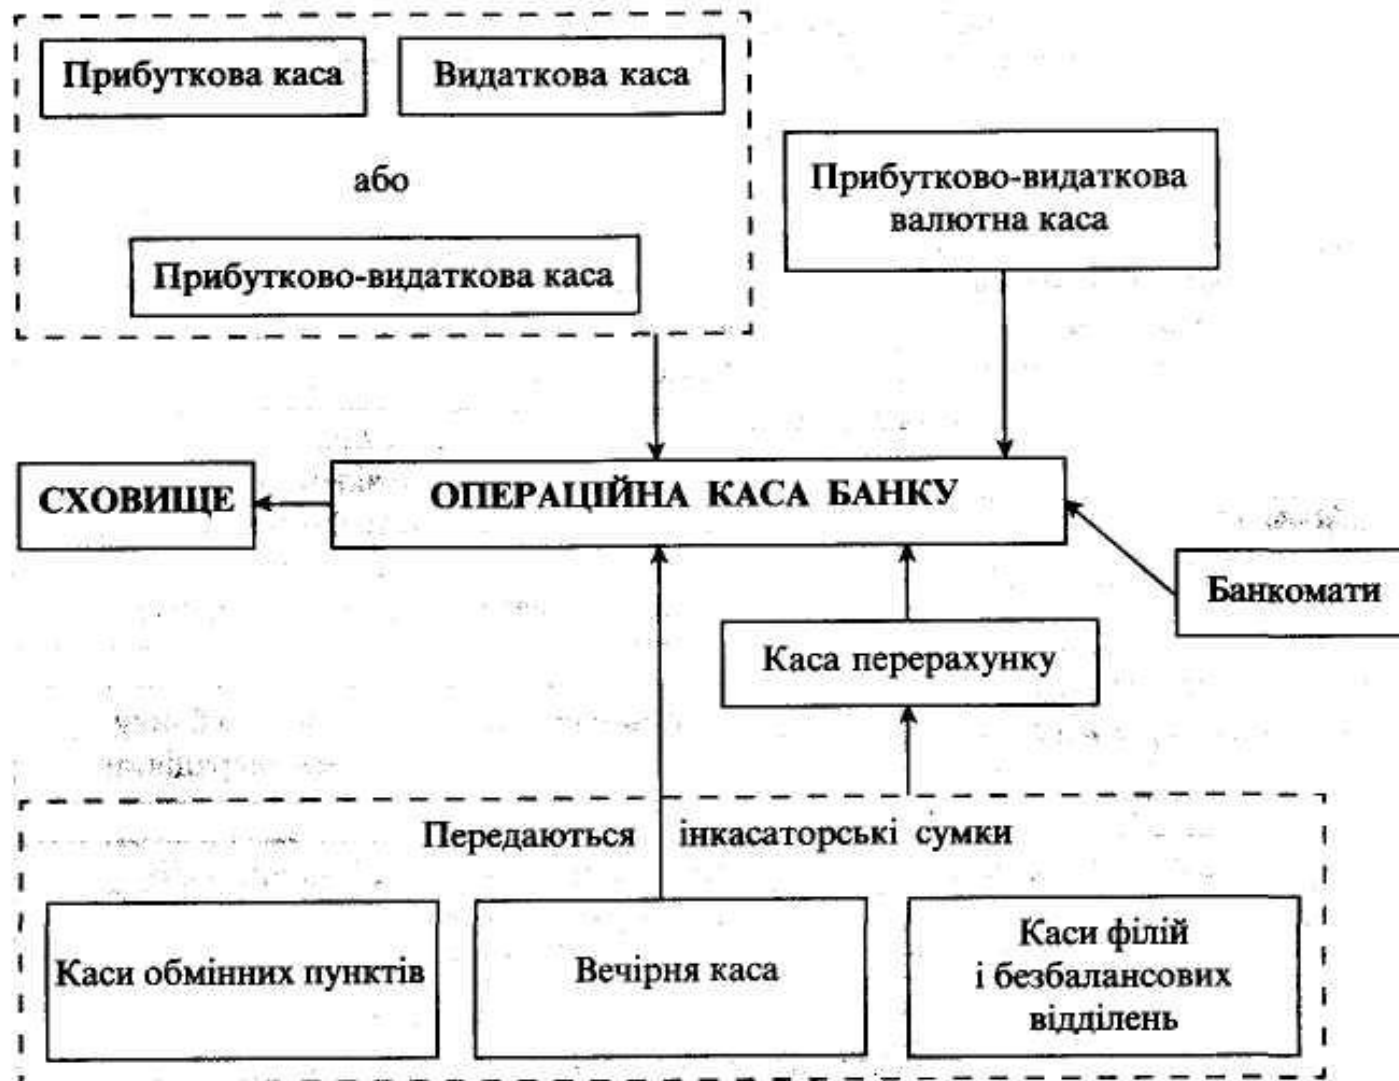 Прибуткова каса
Видаткова каса
або
Прибутково-видаткова каса
Прибутково-видаткова
валютна каса
СХОВИЩЕ
ОПЕРАЦІЙНА КАСА БАНКУ
Банкомати
Каса перерахунку
Передаються інкасаторські сумки
Каси обмінних пунктів
Вечірня каса
Каси філій
і безбалансових
відділень